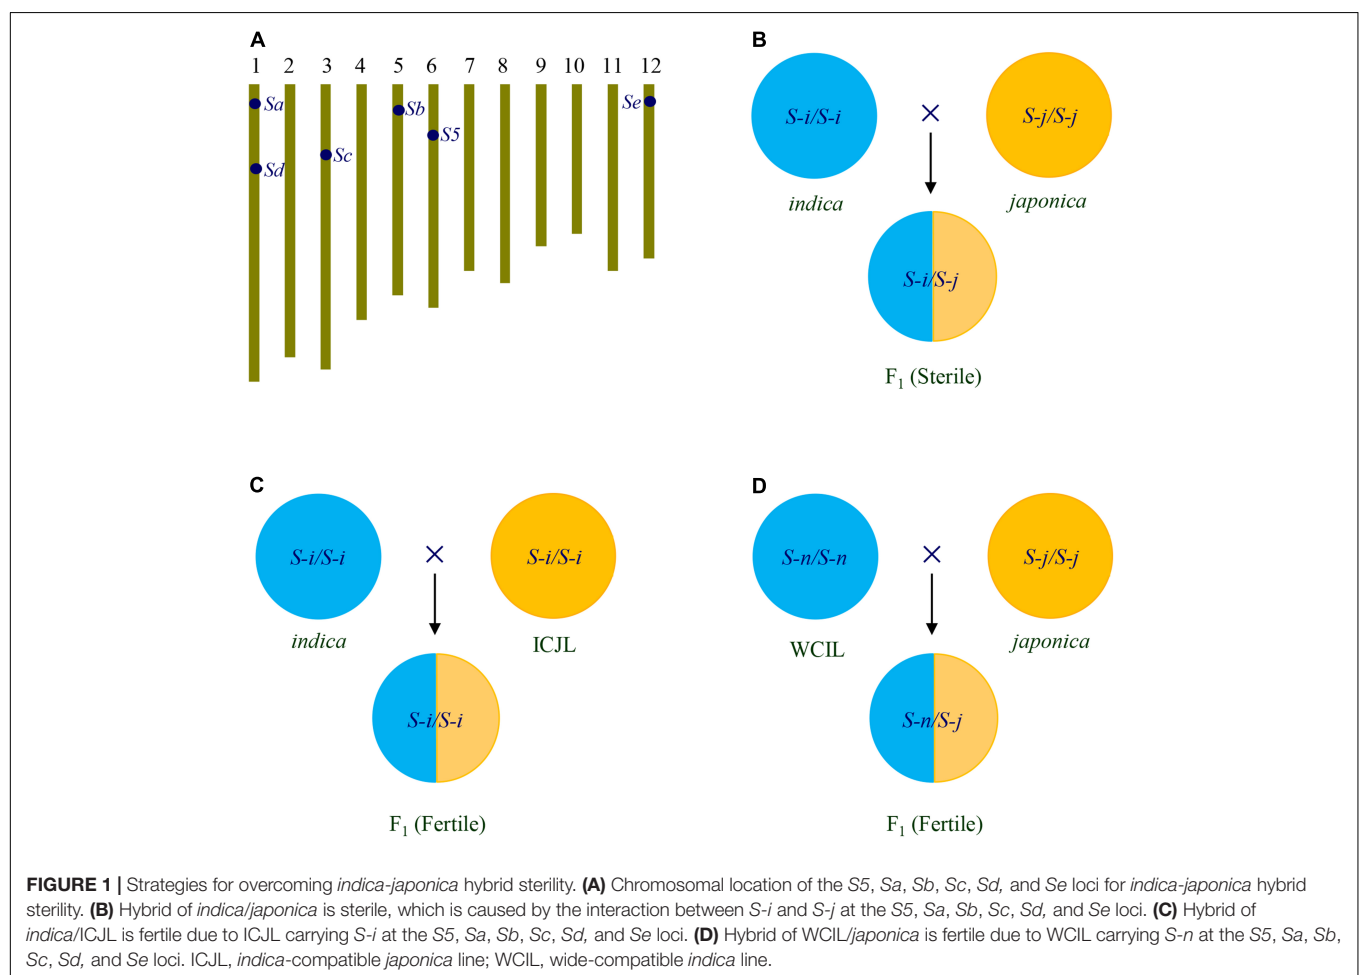 A
1 2 3 4 5 6 7 8 9 10 11 12
Sa
Sb
Se
S5
Sc
Sd
B
S-i/S-i
×
S-j/S-j
indica
japonica
S-i/S-j
F1 (Sterile)
C
S-i/S-i
×
S-i/S-i
indica
ICJL
S-i/S-i
F1 (Fertile)
D
S-n/S-n
×
S-j/S-j
WCIL
japonica
S-n/S-j
F1 (Fertile)
FIGURE 1 | Strategies for overcoming indica-japonica hybrid sterility. (A) Chromosomal location of the S5, Sa, Sb, Sc, Sd, and Se loci for indica-japonica hybrid
sterility. (B) Hybrid of indica/japonica is sterile, which is caused by the interaction between S-i and S-j at the S5, Sa, Sb, Sc, Sd, and Se loci. (C) Hybrid of
indica/ICJL is fertile due to ICJL carrying S-i at the S5, Sa, Sb, Sc, Sd, and Se loci. (D) Hybrid of WCIL/japonica is fertile due to WCIL carrying S-n at the S5, Sa, Sb,
Sc, Sd, and Se loci. ICJL, indica-compatible japonica line; WCIL, wide-compatible indica line.